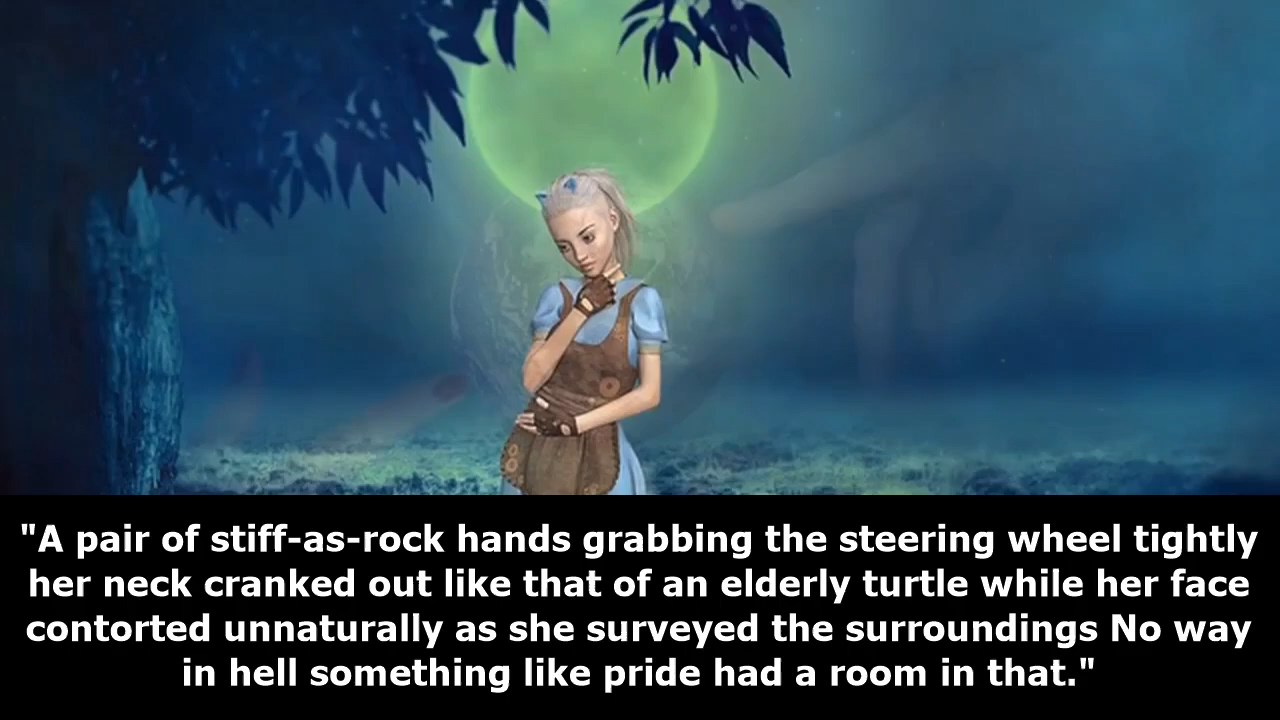 "A pair of stiff-as-rock hands grabbing the steering wheel tightly
her neck cranked out like that of an elderly turtle while her face
contorted unnaturally as she surveyed the surroundings No way
in hell something like pride had a room in that."